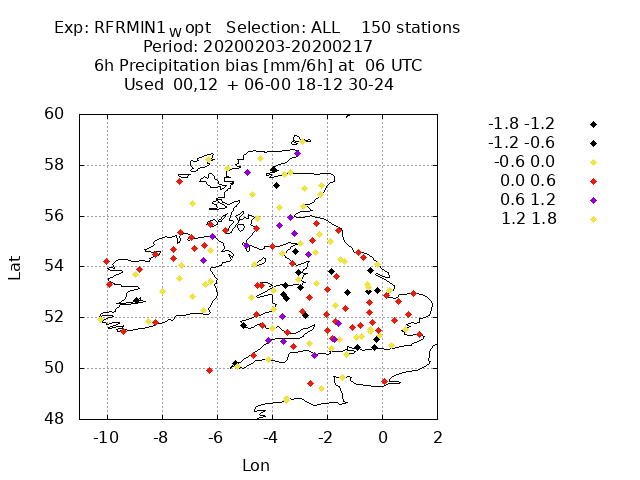 Exp: RFRMIN1W opt Selection: ALL 150 stations
Period: 20200203-20200217
6h Precipitation bias [mm/6h] at 06 UTC
Used 00,12 + 06-00 18-12 30-24
-1.8 -1.2
-1.2 -0.6
-0.6 0.0
0.0 0.6
0.6 1.2
1.2 1.8
60
58
56
54
52
50
48
Lat
-10 -8 -6 -4 -2 0 2
Lon